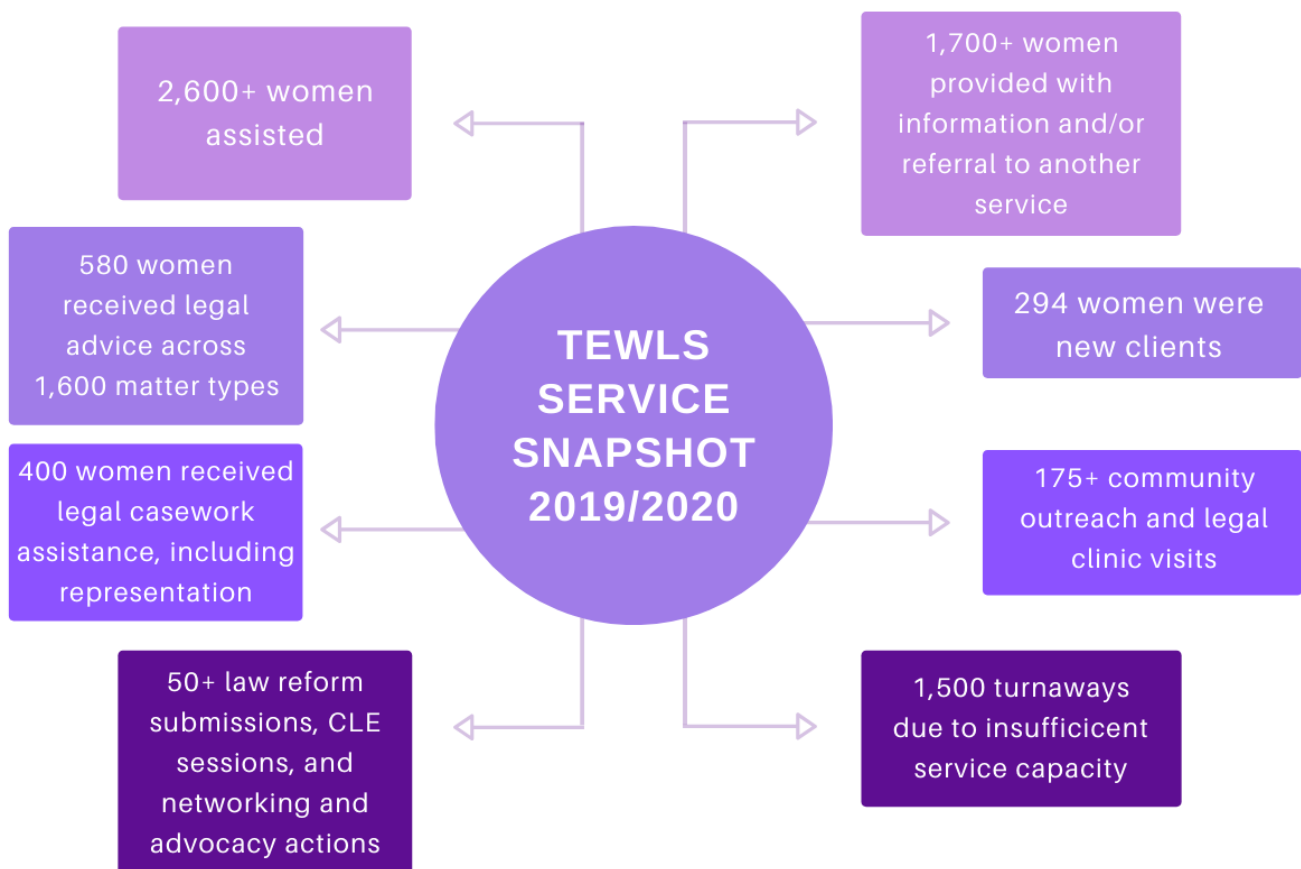 2,600+ women
assisted
1,700+ women
provided with
information and/or
referral to another
service
580 women
received legal
advice across
1,600 matter types
294 women were
new clients
TEWLS
SERVICE
SNAPSHOT
2019/2020
400 women received
legal casework
assistance, including
representation
175+ community
outreach and legal
clinic visits
50+ law reform
submissions, CLE
sessions, and
networking and
advocacy actions
1,500 turnaways
due to insufficicent
service capacity